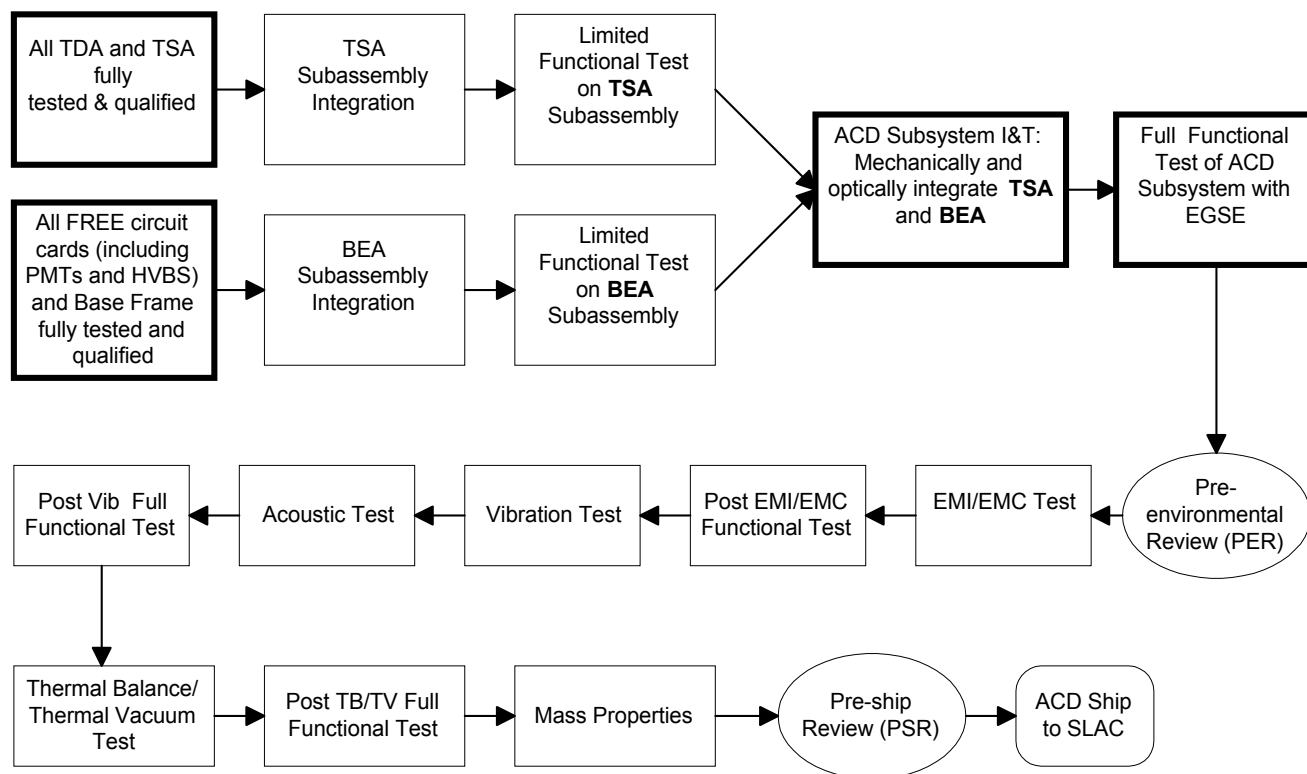 All TDA and TSA
fully
tested & qualified
TSA
Subassembly
Integration
Limited
Functional Test
on TSA
Subassembly
ACD Subsystem I&T:
Mechanically and
optically integrate TSA
and BEA
Full Functional
Test of ACD
Subsystem with
EGSE
All FREE circuit
cards (including
PMTs and HVBS)
and Base Frame
fully tested and
qualified
BEA
Subassembly
Integration
Limited
Functional Test
on BEA
Subassembly
Pre-
environmental
Review (PER)
EMI/EMC Test
Post EMI/EMC
Functional Test
Vibration Test
Acoustic Test
Post Vib Full
Functional Test
Thermal Balance/
Thermal Vacuum
Test
Post TB/TV Full
Functional Test
Mass Properties
Pre-ship
Review (PSR)
ACD Ship
to SLAC